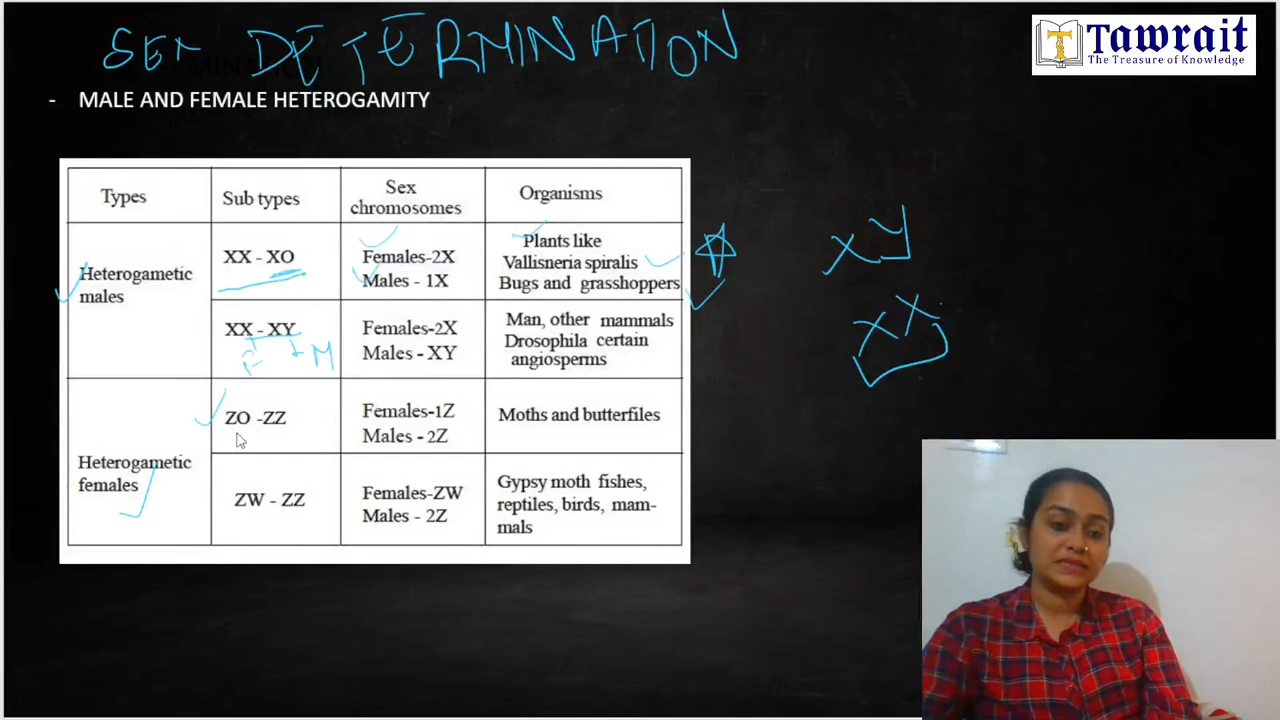 SEX DETERMINATION
Tawrait
The Treasure of Knowledge
- MALE AND FEMALE HETEROGAMITY
Types
Sub types
Sex
chromosomes
Organisms
Heterogametic
males
XX - XO
Females-2X
Males - 1X
Plants like
Vallisneria spiralis
Bugs and grasshoppers
XX - XY
F M
Females-2X
Males - XY
Man, other mammals
Drosophila certain
angiosperms
Heterogametic
females
ZO -ZZ
Females-1Z
Males - 2Z
Moths and butterfiles
ZW - ZZ
Females-ZW
Males - 2Z
Gypsy moth fishes,
reptiles, birds, mam-
mals
XY
XX